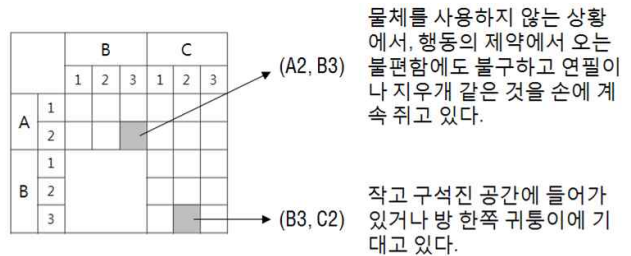 B C
1 2 3 1 2 3
A 1
2
B 1
2
3
(A2, B3)
물체를 사용하지 않는 상황
에서, 행동의 제약에서 오는
불편함에도 불구하고 연필이
나 지우개 같은 것을 손에 계
속 쥐고 있다.
(B3, C2)
작고 구석진 공간에 들어가
있거나 방 한쪽 귀퉁이에 기
대고 있다.